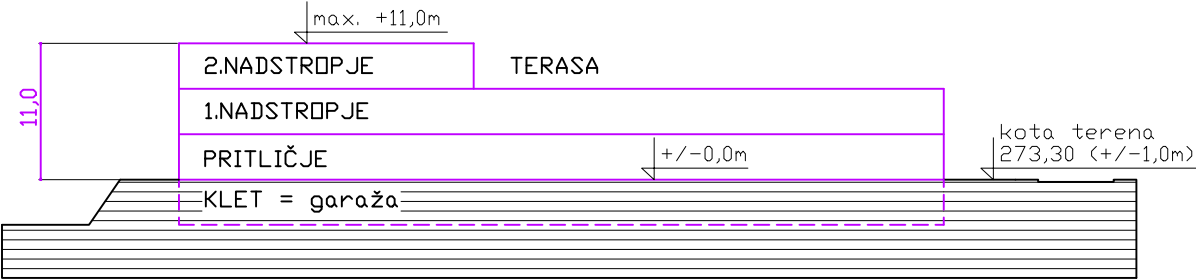 max. +11,0m
2.NADSTROPJE
TERASA
11,0
1.NADSTROPJE
kota terena
273,30 (+/-1,0m)
PRITLIČJE
+/-0,0m
KLET = garaža